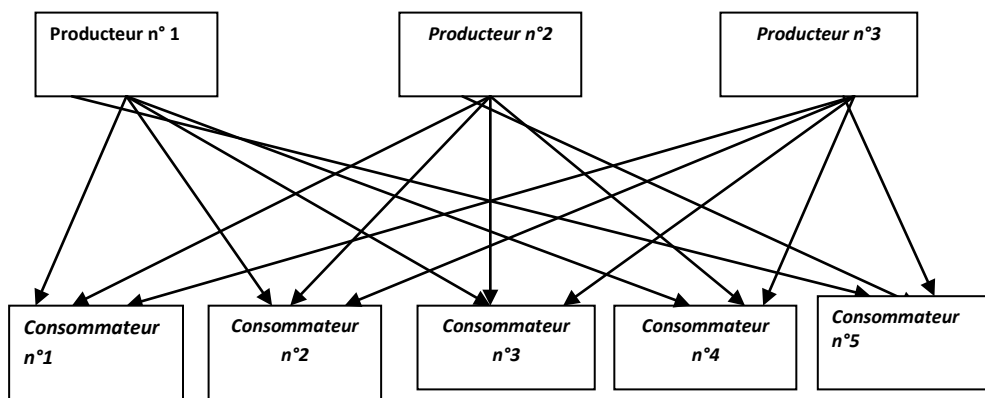 Producteur n° 1
Producteur n°2
Producteur n°3
Consommateur
n°1
Consommateur
n°2
Consommateur
n°3
Consommateur
n°4
Consommateur
n°5